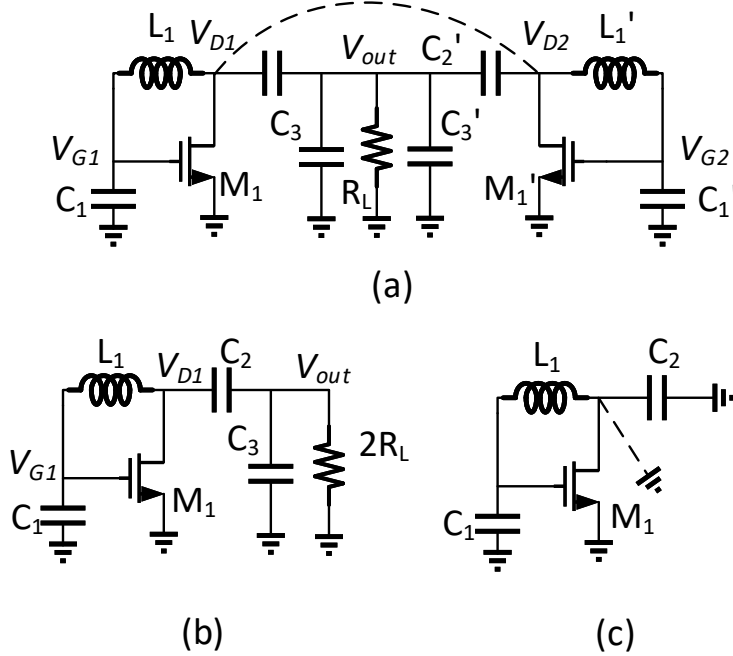 L1 VD1 Vout C2' VD2 L1'
C3 C3'
VG1 M1 RL M1' VG2
C1 C1'
(a)
L1 VD1 C2 Vout
C3 2RL
VG1 M1
C1
(b)
L1 C2
M1
C1
(c)